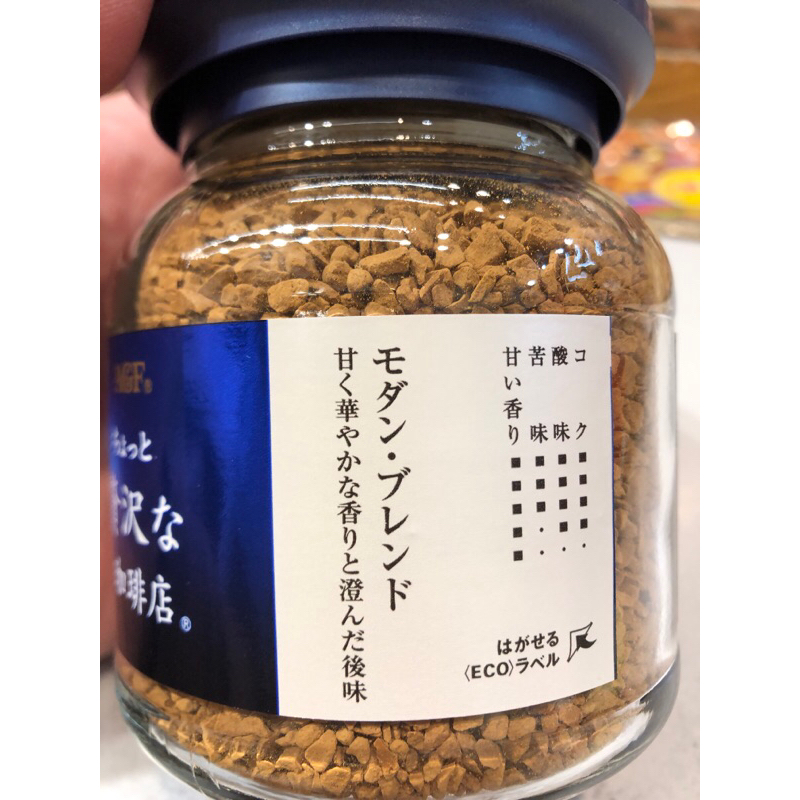 AGF®
ちょっと
贅沢な
珈琲店®
モダン・ブレンド
甘く華やかな香りと澄んだ後味
コク ■■■■・
酸味 ■■■■・
苦味 ■■■・・
甘い香り ■■■■■
はがせる
〈ECO〉ラベル